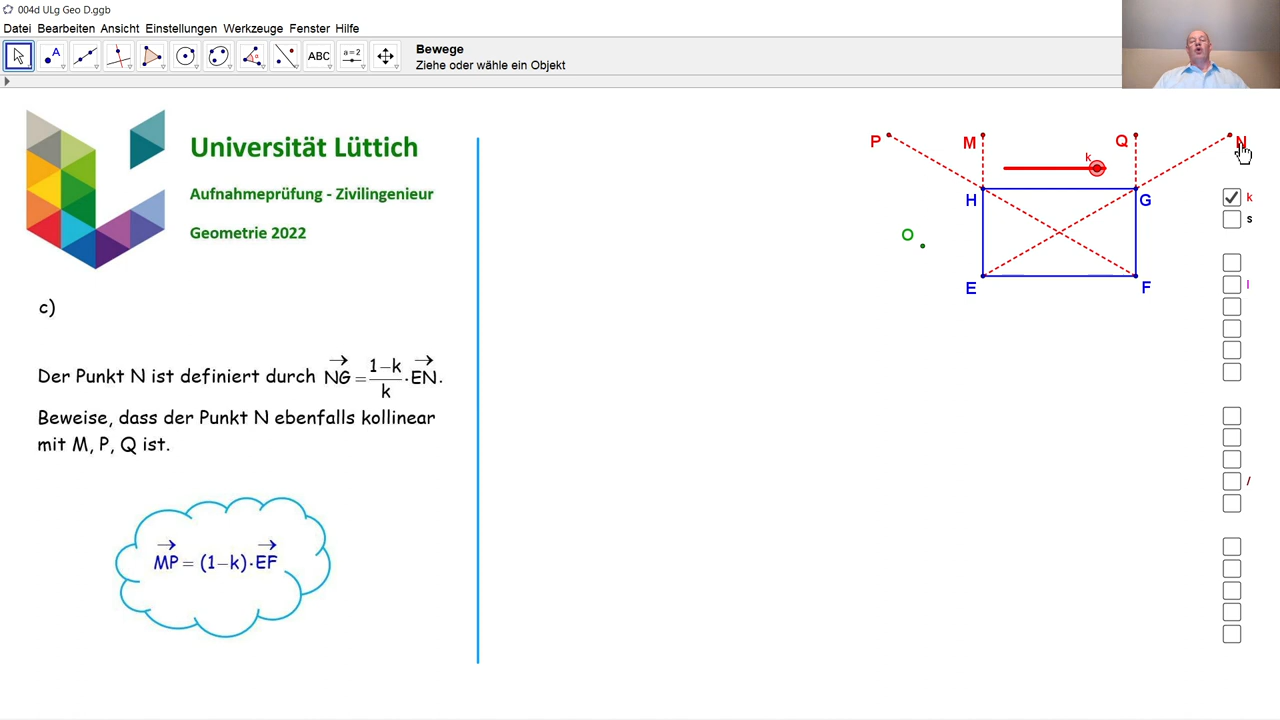 004d ULg Geo D.ggb
Datei Bearbeiten Ansicht Einstellungen Werkzeuge Fenster Hilfe
A
ABC
a=2
Bewege
Ziehe oder wähle ein Objekt
Universität Lüttich
Aufnahmeprüfung - Zivilingenieur
Geometrie 2022
c)
Der Punkt N ist definiert durch NG = (1-k)/k · EN.
Beweise, dass der Punkt N ebenfalls kollinear
mit M, P, Q ist.
MP = (1-k)·EF
P M Q N
k
H G
O
E F
k
s
l
/